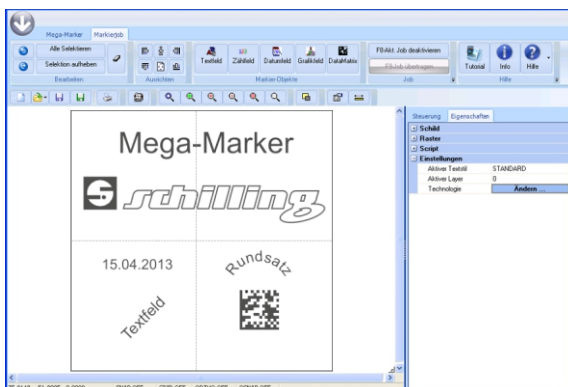 Mega-Marker Markierjob
Alle Selektieren
Selektion aufheben
Bearbeiten
Ausrichten
Textfeld Zählfeld Datumfeld Grafikfeld DataMatrix
Marker-Objekte
F8-Akt. Job deaktivieren
F9-Job übertragen
Job
Tutorial Info Hilfe
Hilfe
Steuerung Eigenschaften
Schild
Raster
Script
Einstellungen
Aktiver Textstil STANDARD
Aktiver Layer 0
Technologie Ändern ...
Mega-Marker
S schilling
15.04.2013
Rundsatz
Textfeld